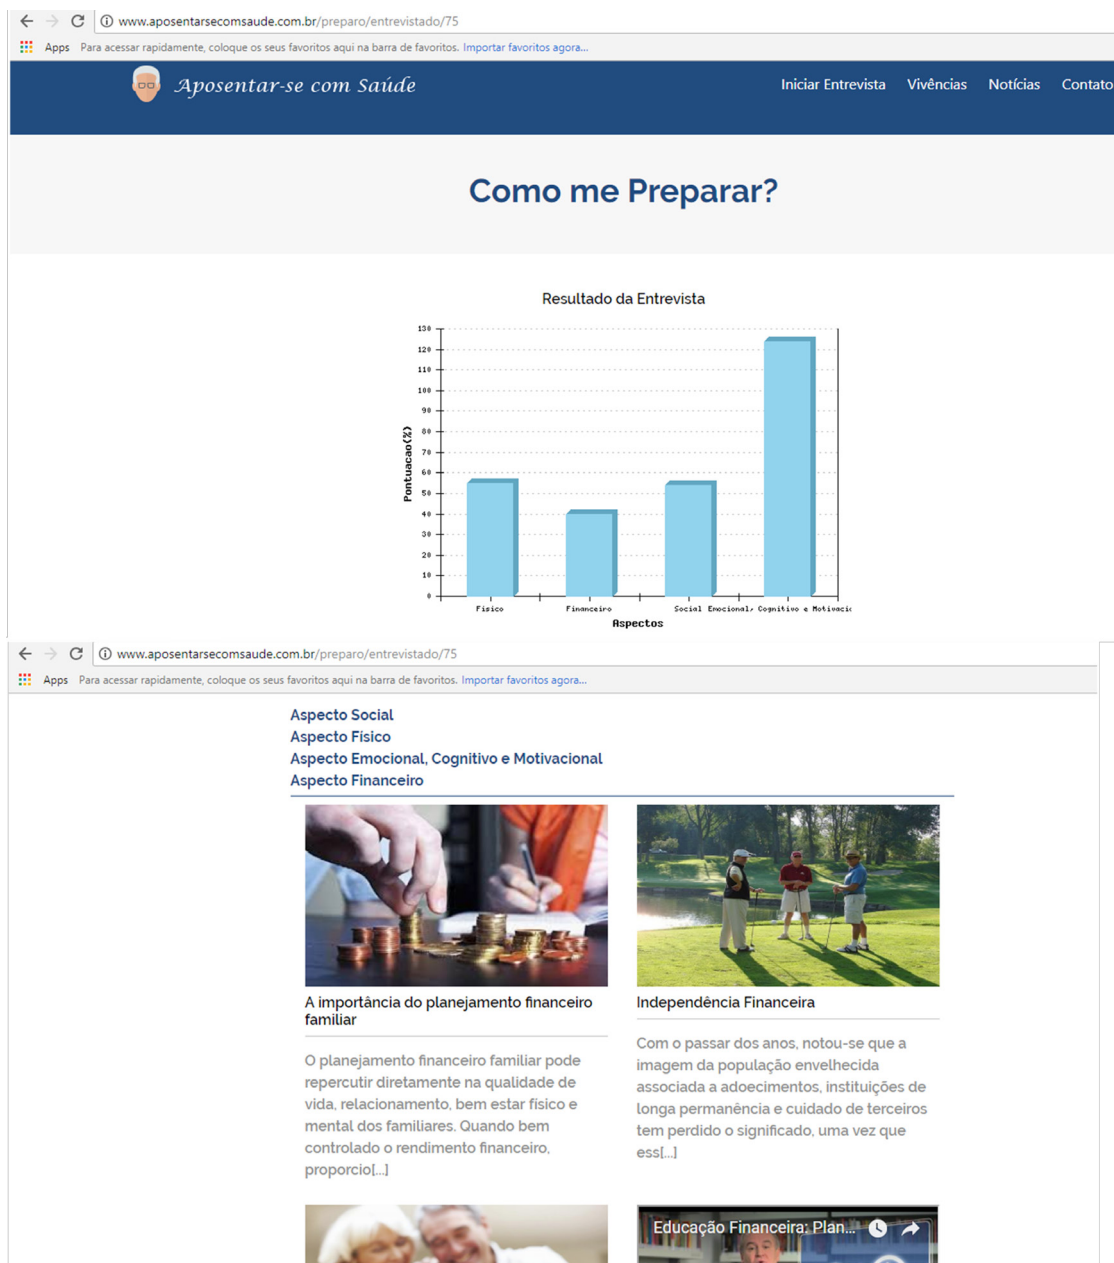 www.aposentarsecomsaude.com.br/preparo/entrevistado/75
Apps Para acessar rapidamente, coloque os seus favoritos aqui na barra de favoritos. Importar favoritos agora...
Aposentar-se com Saúde
Iniciar Entrevista Vivências Notícias Contato
Como me Preparar?
Resultado da Entrevista
130
120
110
100
90
80
70
60
50
40
30
20
10
0
Pontuacao(%)
Fisico Financeiro Social Emocional, Cognitivo e Motivacio
Aspectos
www.aposentarsecomsaude.com.br/preparo/entrevistado/75
Apps Para acessar rapidamente, coloque os seus favoritos aqui na barra de favoritos. Importar favoritos agora...
Aspecto Social
Aspecto Físico
Aspecto Emocional, Cognitivo e Motivacional
Aspecto Financeiro
A importância do planejamento financeiro
familiar
O planejamento financeiro familiar pode
repercutir diretamente na qualidade de
vida, relacionamento, bem estar físico e
mental dos familiares. Quando bem
controlado o rendimento financeiro,
proporcio[...]
Independência Financeira
Com o passar dos anos, notou-se que a
imagem da população envelhecida
associada a adoecimentos, instituições de
longa permanência e cuidado de terceiros
tem perdido o significado, uma vez que
ess[...]
Educação Financeira: Plan...